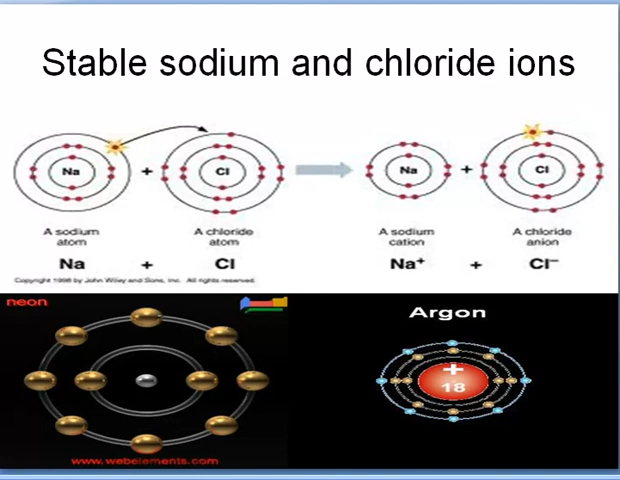 Stable sodium and chloride ions
Na + Cl Na + Cl
A sodium atom
A chloride atom
A sodium cation
A chloride anion
Na + Cl Na⁺ + Cl⁻
Copyright 1998 by John Wiley and Sons, Inc. All rights reserved.
neon
Argon
+
18
www.webelements.com